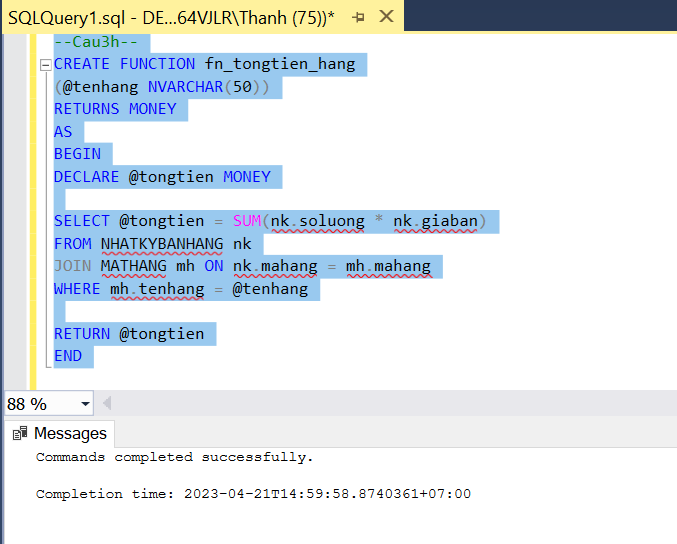 SQLQuery1.sql - DE...64VJLR\Thanh (75))*
--Cau3h--
CREATE FUNCTION fn_tongtien_hang
(@tenhang NVARCHAR(50))
RETURNS MONEY
AS
BEGIN
DECLARE @tongtien MONEY
SELECT @tongtien = SUM(nk.soluong * nk.giaban)
FROM NHATKYBANHANG nk
JOIN MATHANG mh ON nk.mahang = mh.mahang
WHERE mh.tenhang = @tenhang
RETURN @tongtien
END
88 %
Messages
Commands completed successfully.
Completion time: 2023-04-21T14:59:58.8740361+07:00